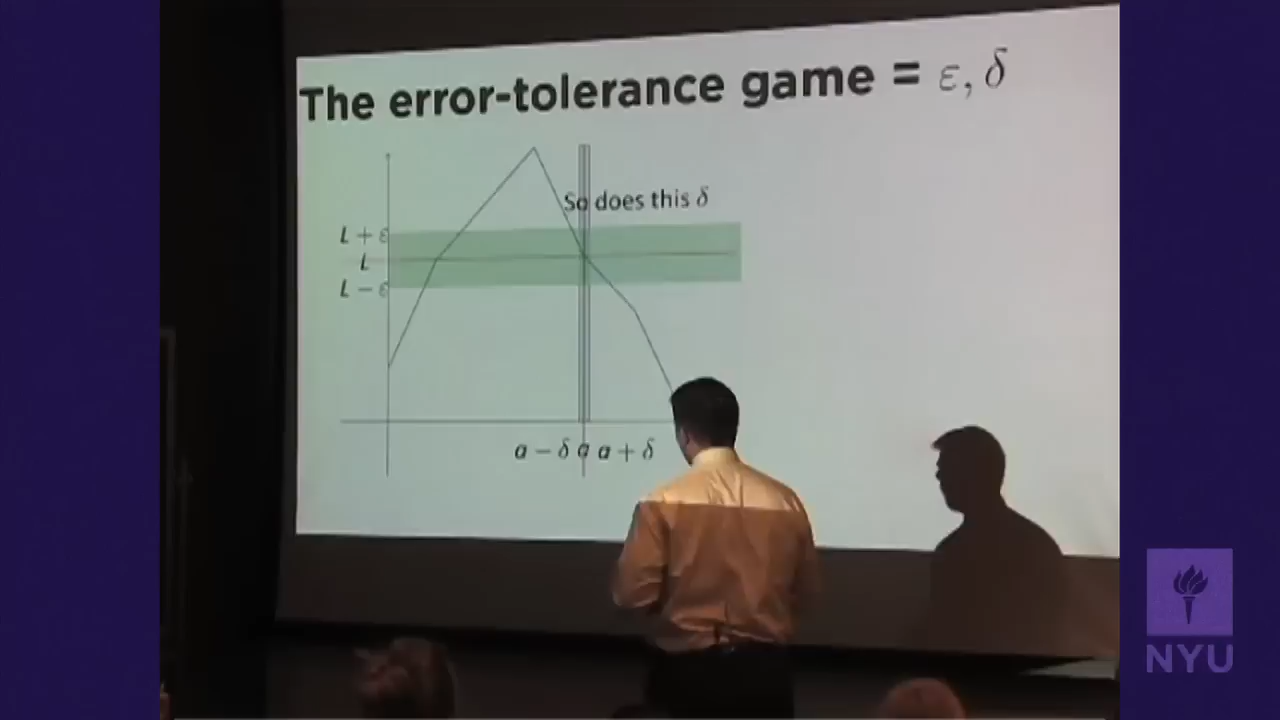 The error-tolerance game = ε, δ
So does this δ
L + ε
L
L − ε
a − δ a a + δ
NYU